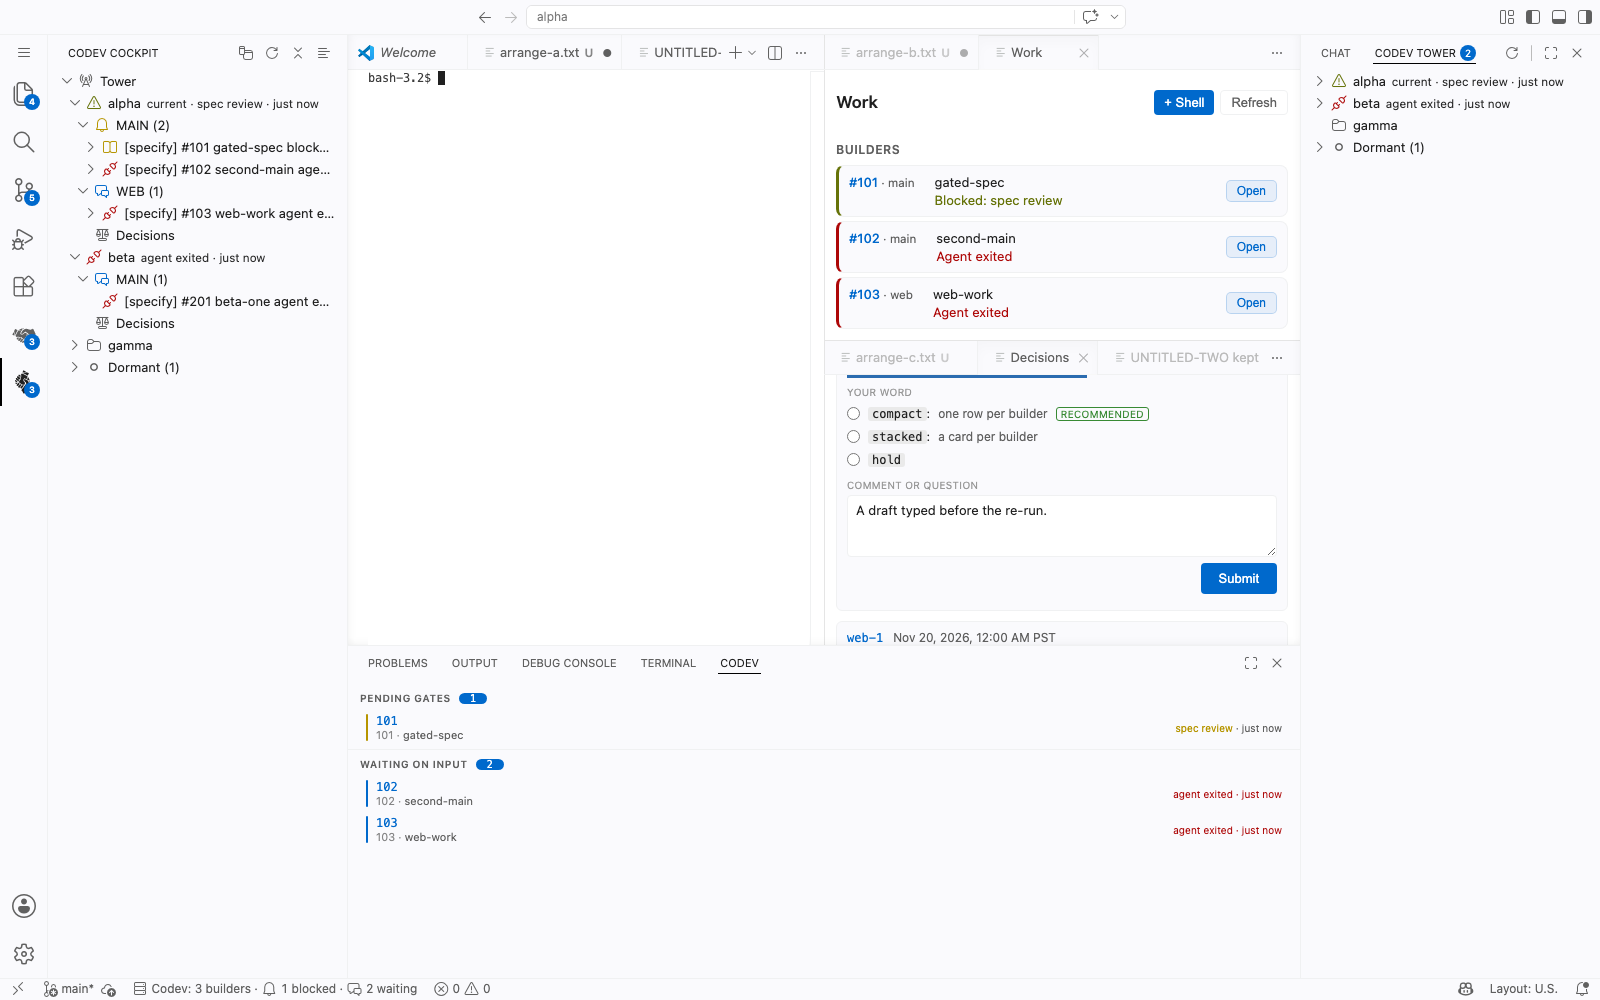 alpha
CODEV COCKPIT
Tower
alpha current · spec review · just now
MAIN (2)
[specify] #101 gated-spec block...
[specify] #102 second-main age...
WEB (1)
[specify] #103 web-work agent e...
Decisions
beta agent exited · just now
MAIN (1)
[specify] #201 beta-one agent e...
Decisions
gamma
Dormant (1)
4
5
3
3
Welcome
arrange-a.txt U
UNTITLED-
bash-3.2$
arrange-b.txt U
Work
Work
+ Shell
Refresh
BUILDERS
#101 · main gated-spec
Blocked: spec review
Open
#102 · main second-main
Agent exited
Open
#103 · web web-work
Agent exited
Open
arrange-c.txt U
Decisions
UNTITLED-TWO kept
YOUR WORD
compact: one row per builder RECOMMENDED
stacked: a card per builder
hold
COMMENT OR QUESTION
A draft typed before the re-run.
Submit
web-1 Nov 20, 2026, 12:00 AM PST
PROBLEMS OUTPUT DEBUG CONSOLE TERMINAL CODEV
PENDING GATES 1
101
101 · gated-spec
spec review · just now
WAITING ON INPUT 2
102
102 · second-main
agent exited · just now
103
103 · web-work
agent exited · just now
CHAT CODEV TOWER 2
alpha current · spec review · just now
beta agent exited · just now
gamma
Dormant (1)
main* Codev: 3 builders · 1 blocked · 2 waiting 0 0
Layout: U.S.